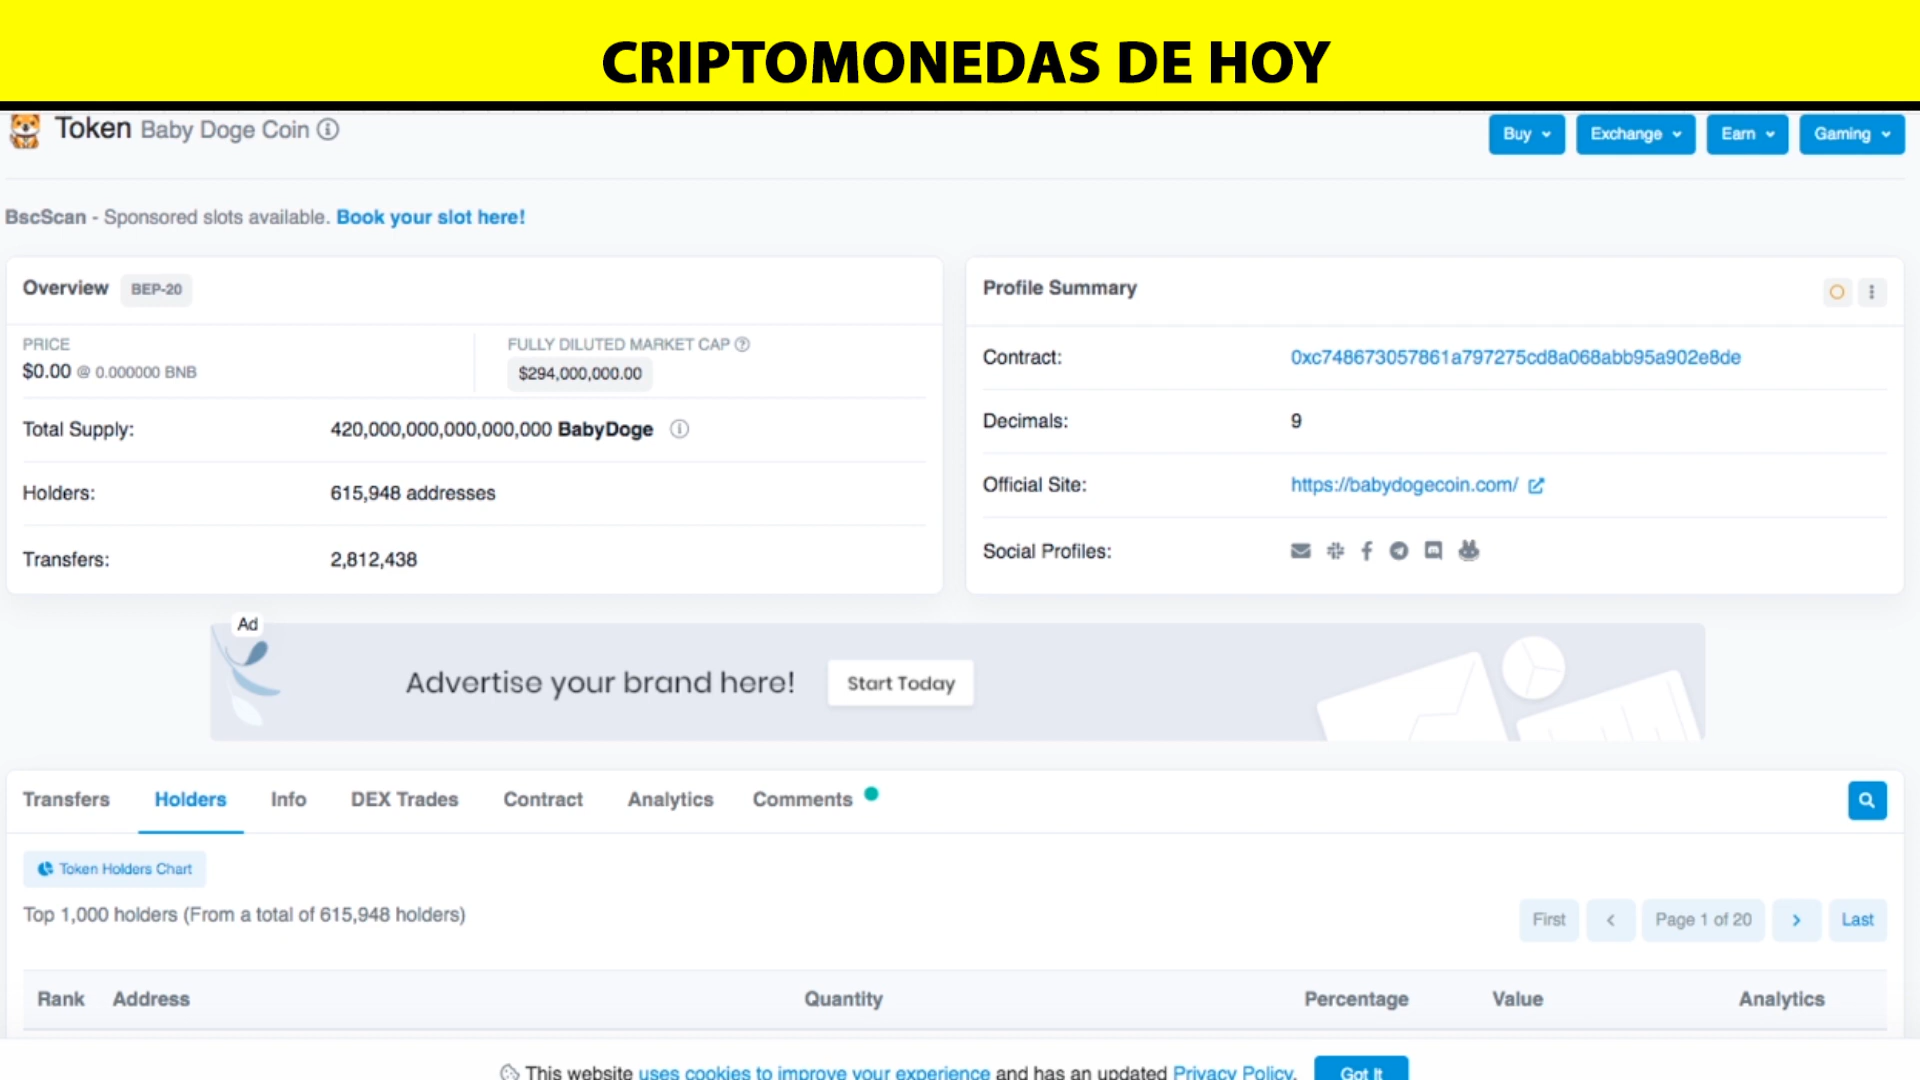 CRIPTOMONEDAS DE HOY
Token Baby Doge Coin
Buy Exchange Earn Gaming
BscScan - Sponsored slots available. Book your slot here!
Overview BEP-20
PRICE
$0.00 @ 0.000000 BNB
FULLY DILUTED MARKET CAP
$294,000,000.00
Total Supply: 420,000,000,000,000,000 BabyDoge
Holders: 615,948 addresses
Transfers: 2,812,438
Profile Summary
Contract: 0xc748673057861a797275cd8a068abb95a902e8de
Decimals: 9
Official Site: https://babydogecoin.com/
Social Profiles:
Ad
Advertise your brand here! Start Today
Transfers Holders Info DEX Trades Contract Analytics Comments
Token Holders Chart
Top 1,000 holders (From a total of 615,948 holders)
First < Page 1 of 20 > Last
Rank Address Quantity Percentage Value Analytics
This website uses cookies to improve your experience and has an updated Privacy Policy. Got It